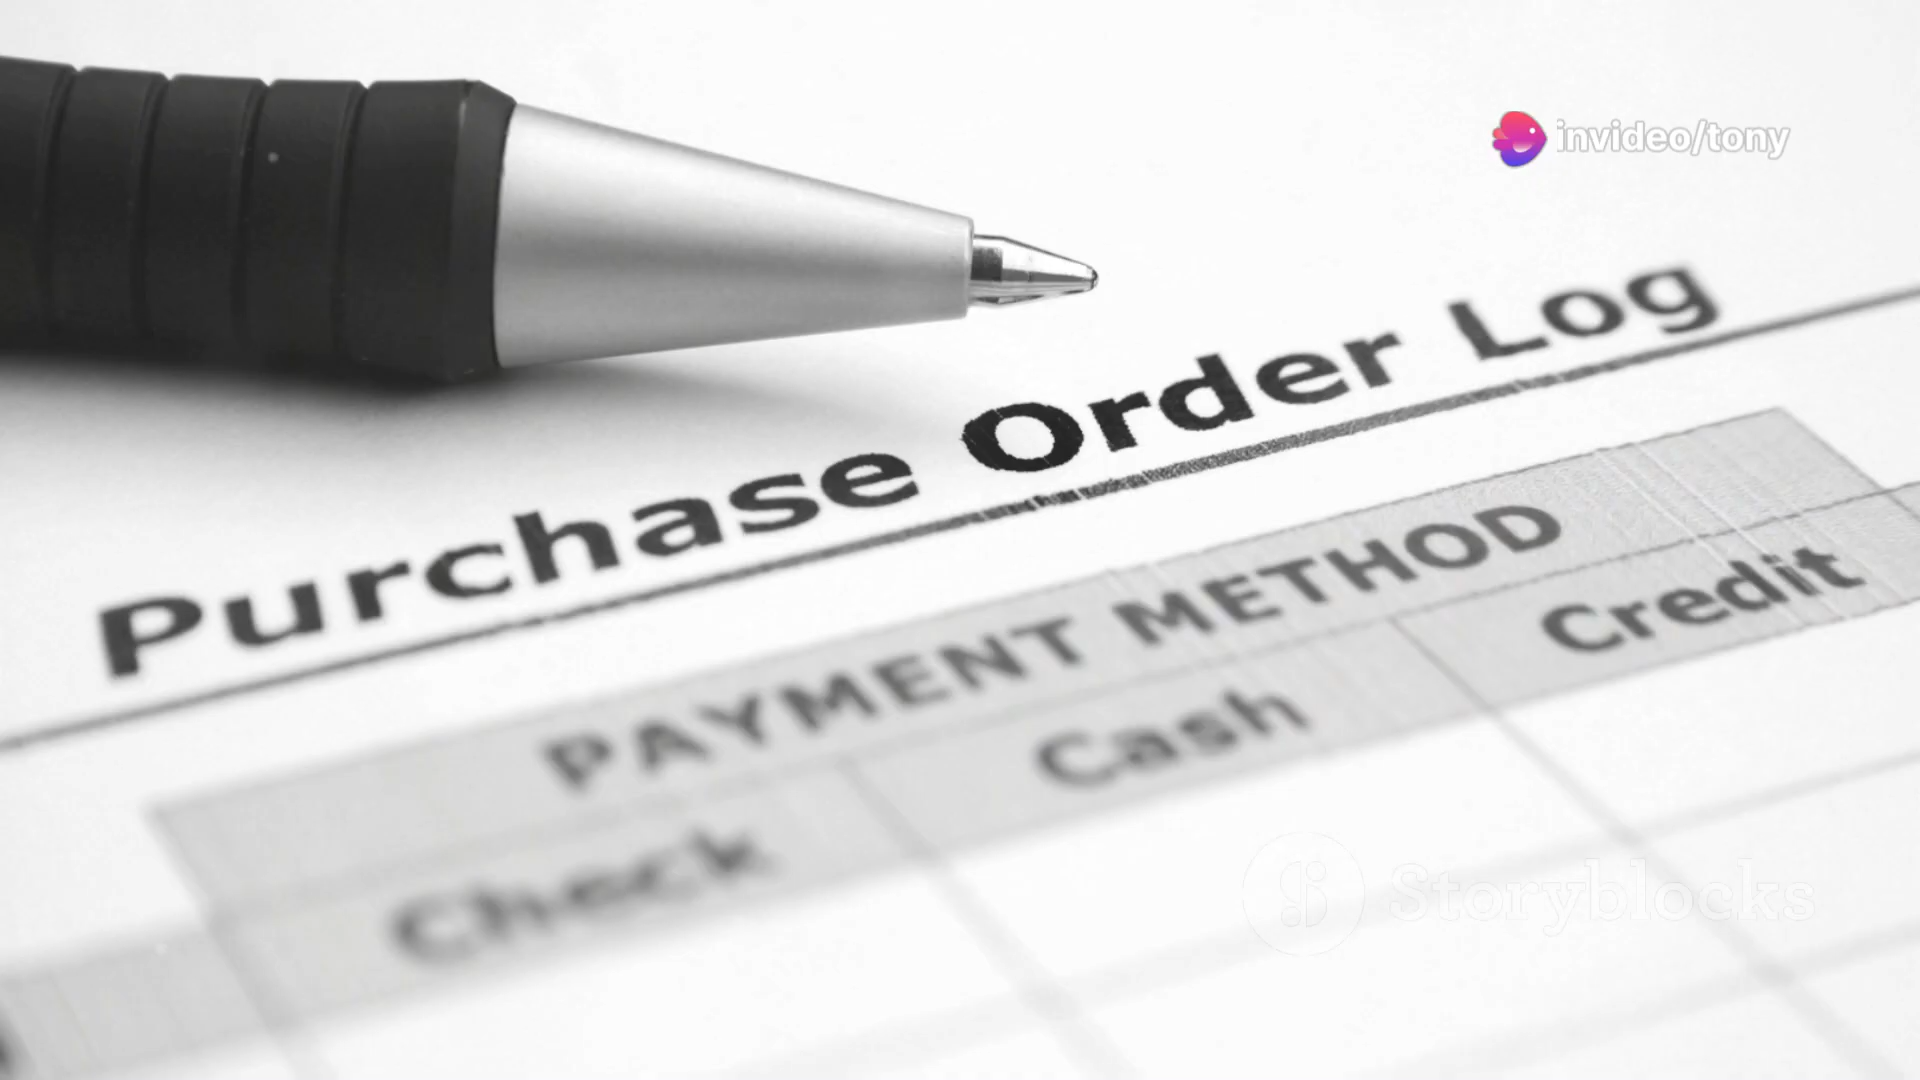 invideo/tony
Purchase Order Log
PAYMENT METHOD
Check Cash Credit
Storyblocks